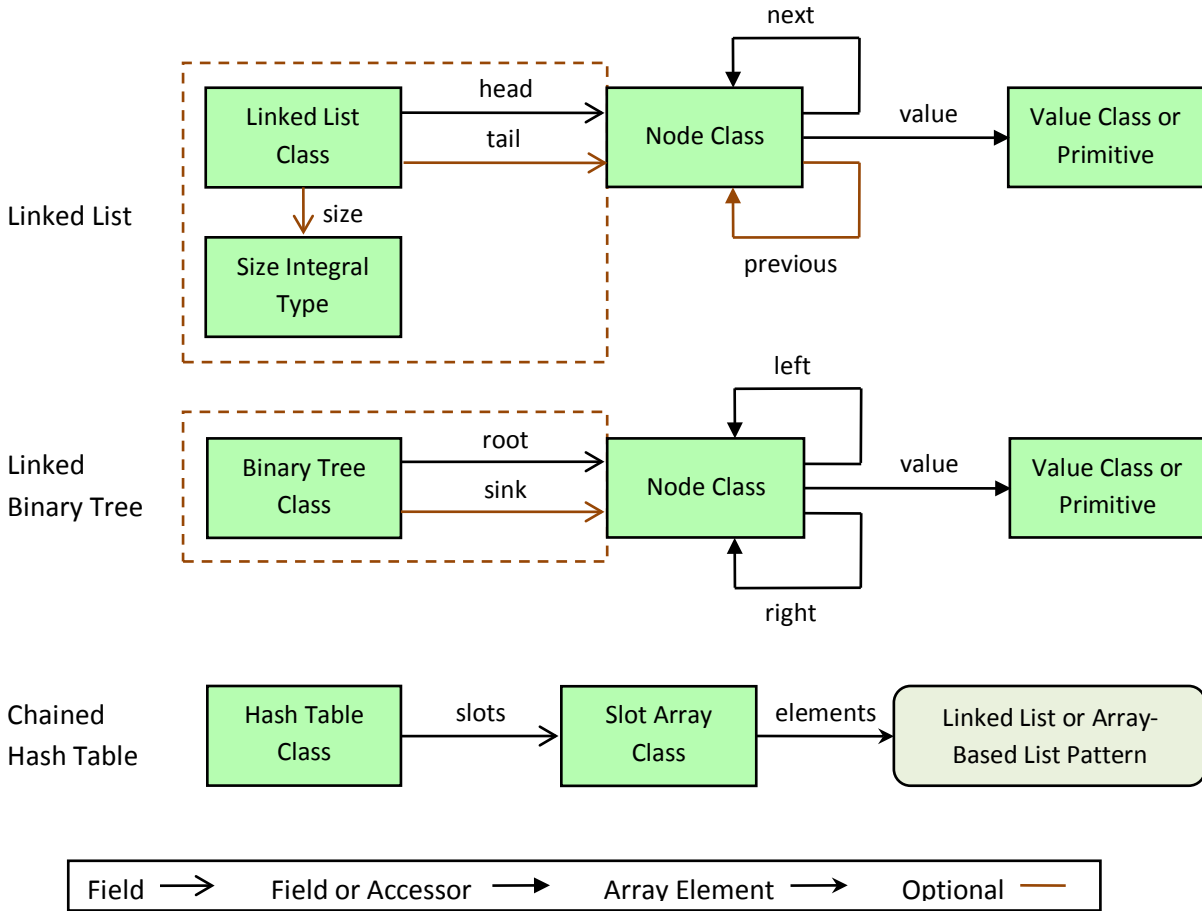 next
head
Linked List
Class
tail
Node Class
value
Value Class or
Primitive
Linked List
size
Size Integral
Type
previous
left
Linked
Binary Tree
Binary Tree
Class
root
sink
Node Class
value
Value Class or
Primitive
right
Chained
Hash Table
Hash Table
Class
slots
Slot Array
Class
elements
Linked List or Array-
Based List Pattern
Field Field or Accessor Array Element Optional